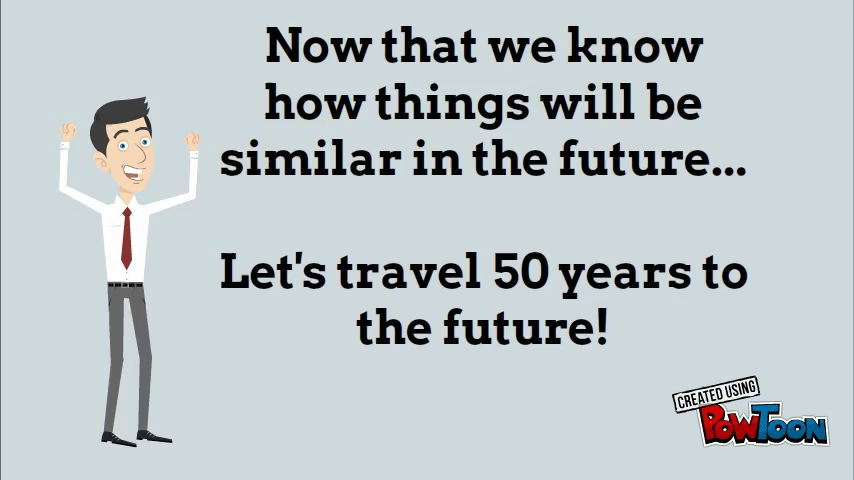 Now that we know
how things will be
similar in the future...
Let's travel 50 years to
the future!
CREATED USING
POWTOON